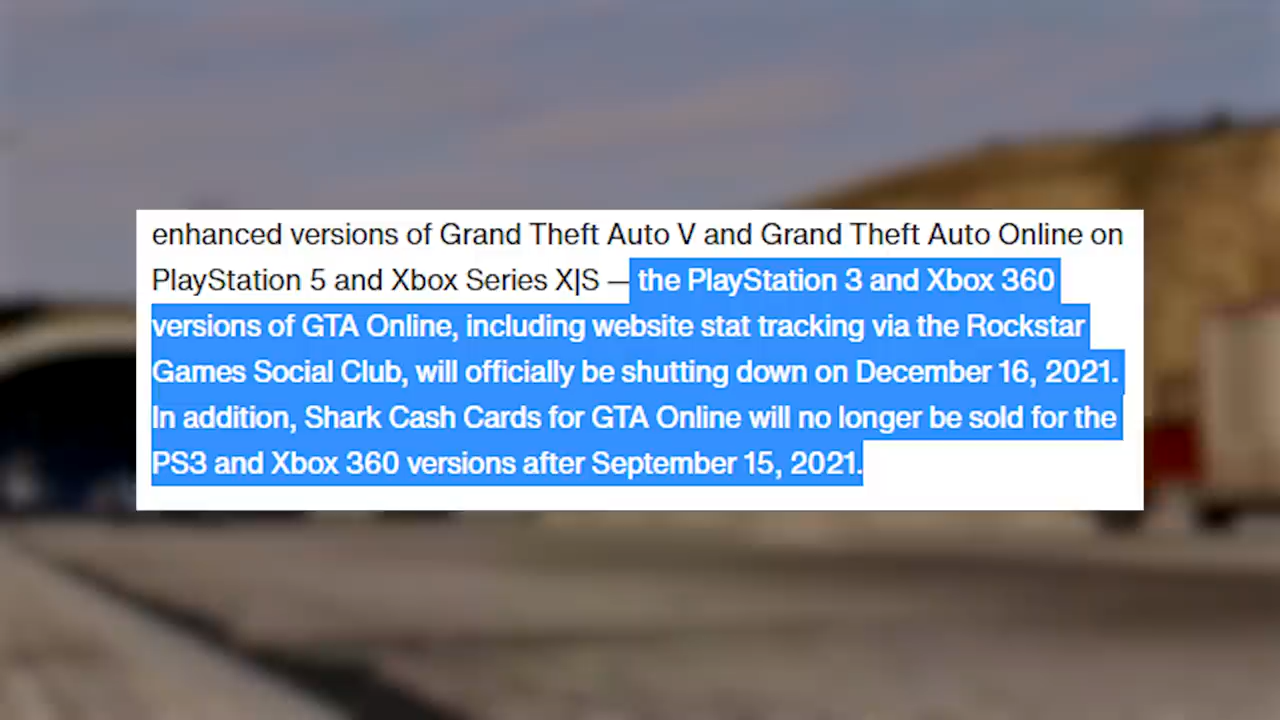 enhanced versions of Grand Theft Auto V and Grand Theft Auto Online on
PlayStation 5 and Xbox Series X|S — the PlayStation 3 and Xbox 360
versions of GTA Online, including website stat tracking via the Rockstar
Games Social Club, will officially be shutting down on December 16, 2021.
In addition, Shark Cash Cards for GTA Online will no longer be sold for the
PS3 and Xbox 360 versions after September 15, 2021.